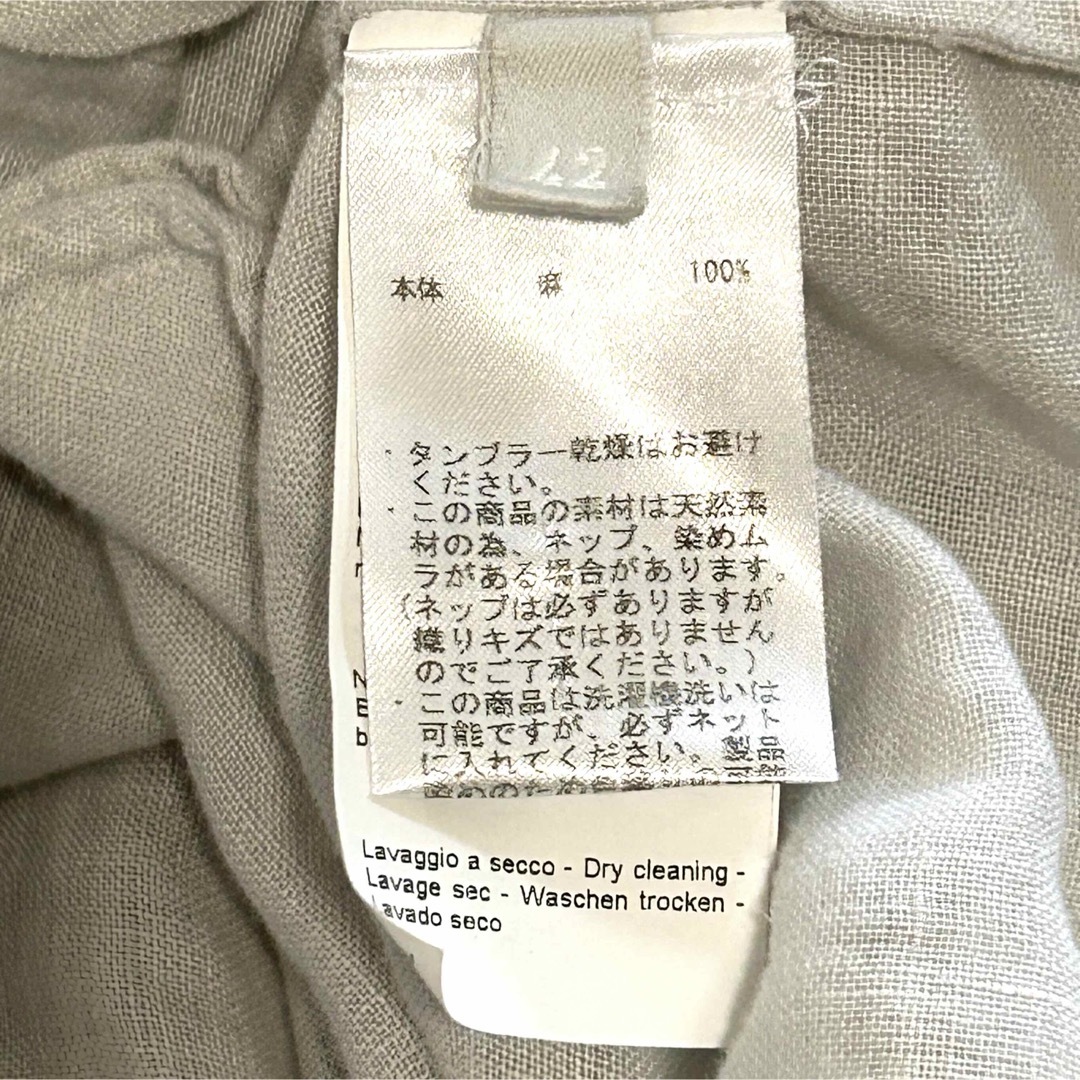 42
本体 麻 100%
・タンブラー乾燥はお避け
ください。
・この商品の素材は天然素
材の為、ネップ、染めム
ラがある場合があります。
(ネップは必ずありますが
織りキズではありません
のでご了承ください。)
・この商品は洗濯機洗いは
可能ですが、必ずネット
に入れてください。製品
染めのため
N
E
b
Lavaggio a secco - Dry cleaning -
Lavage sec - Waschen trocken -
Lavado seco